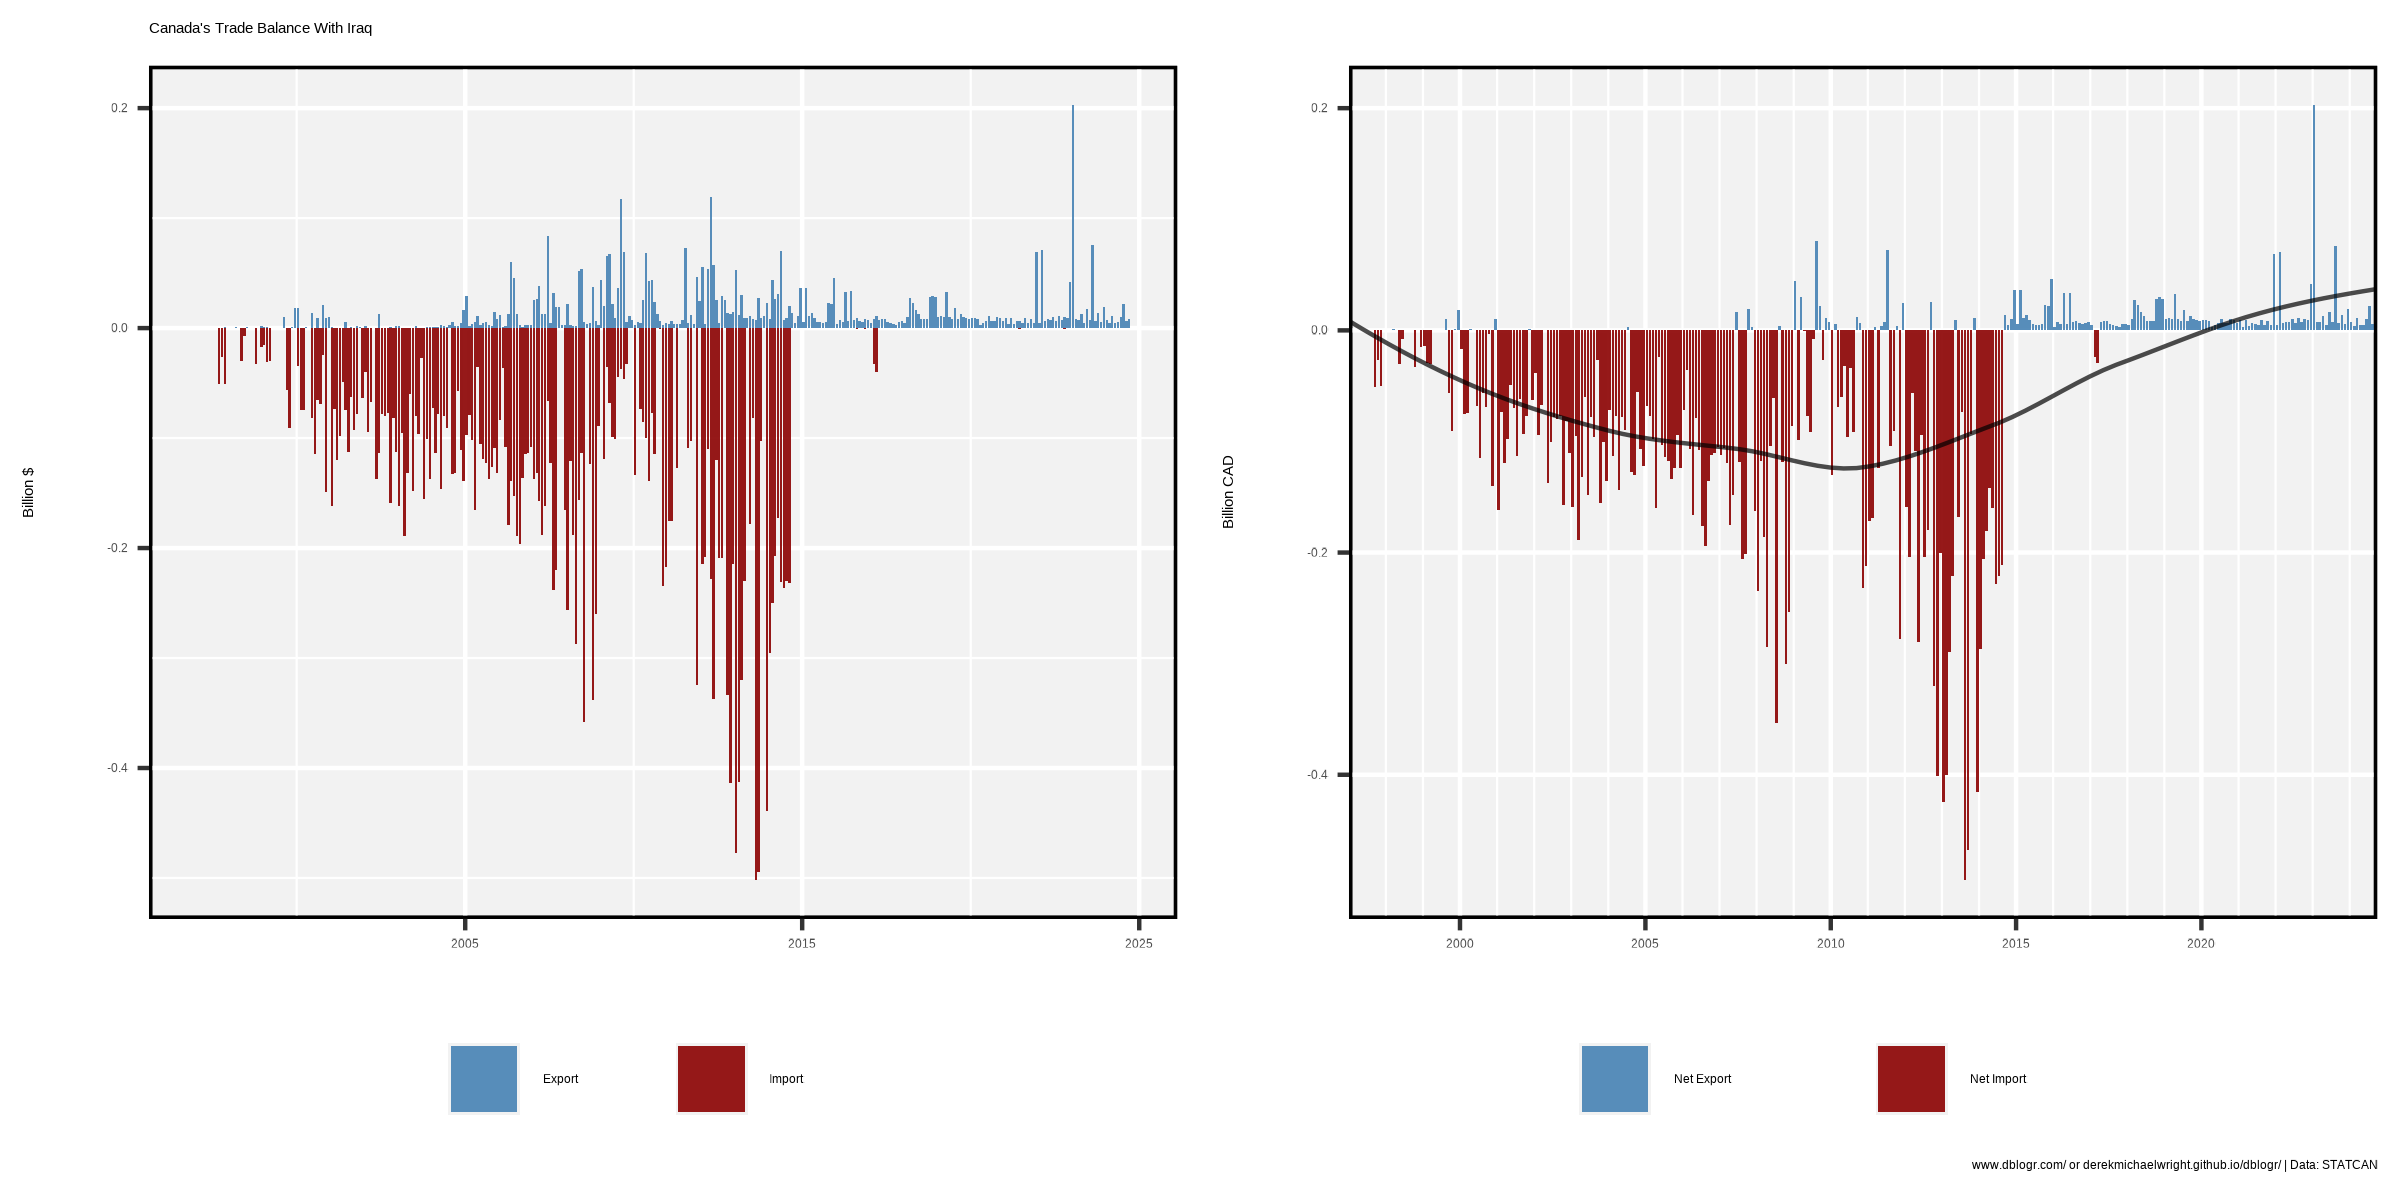 Canada's Trade Balance With Iraq
Billion $
0.2
0.0
-0.2
-0.4
2005
2015
2025
Export
Import
Billion CAD
0.2
0.0
-0.2
-0.4
2000
2005
2010
2015
2020
Net Export
Net Import
www.dblogr.com/ or derekmichaelwright.github.io/dblogr/ | Data: STATCAN